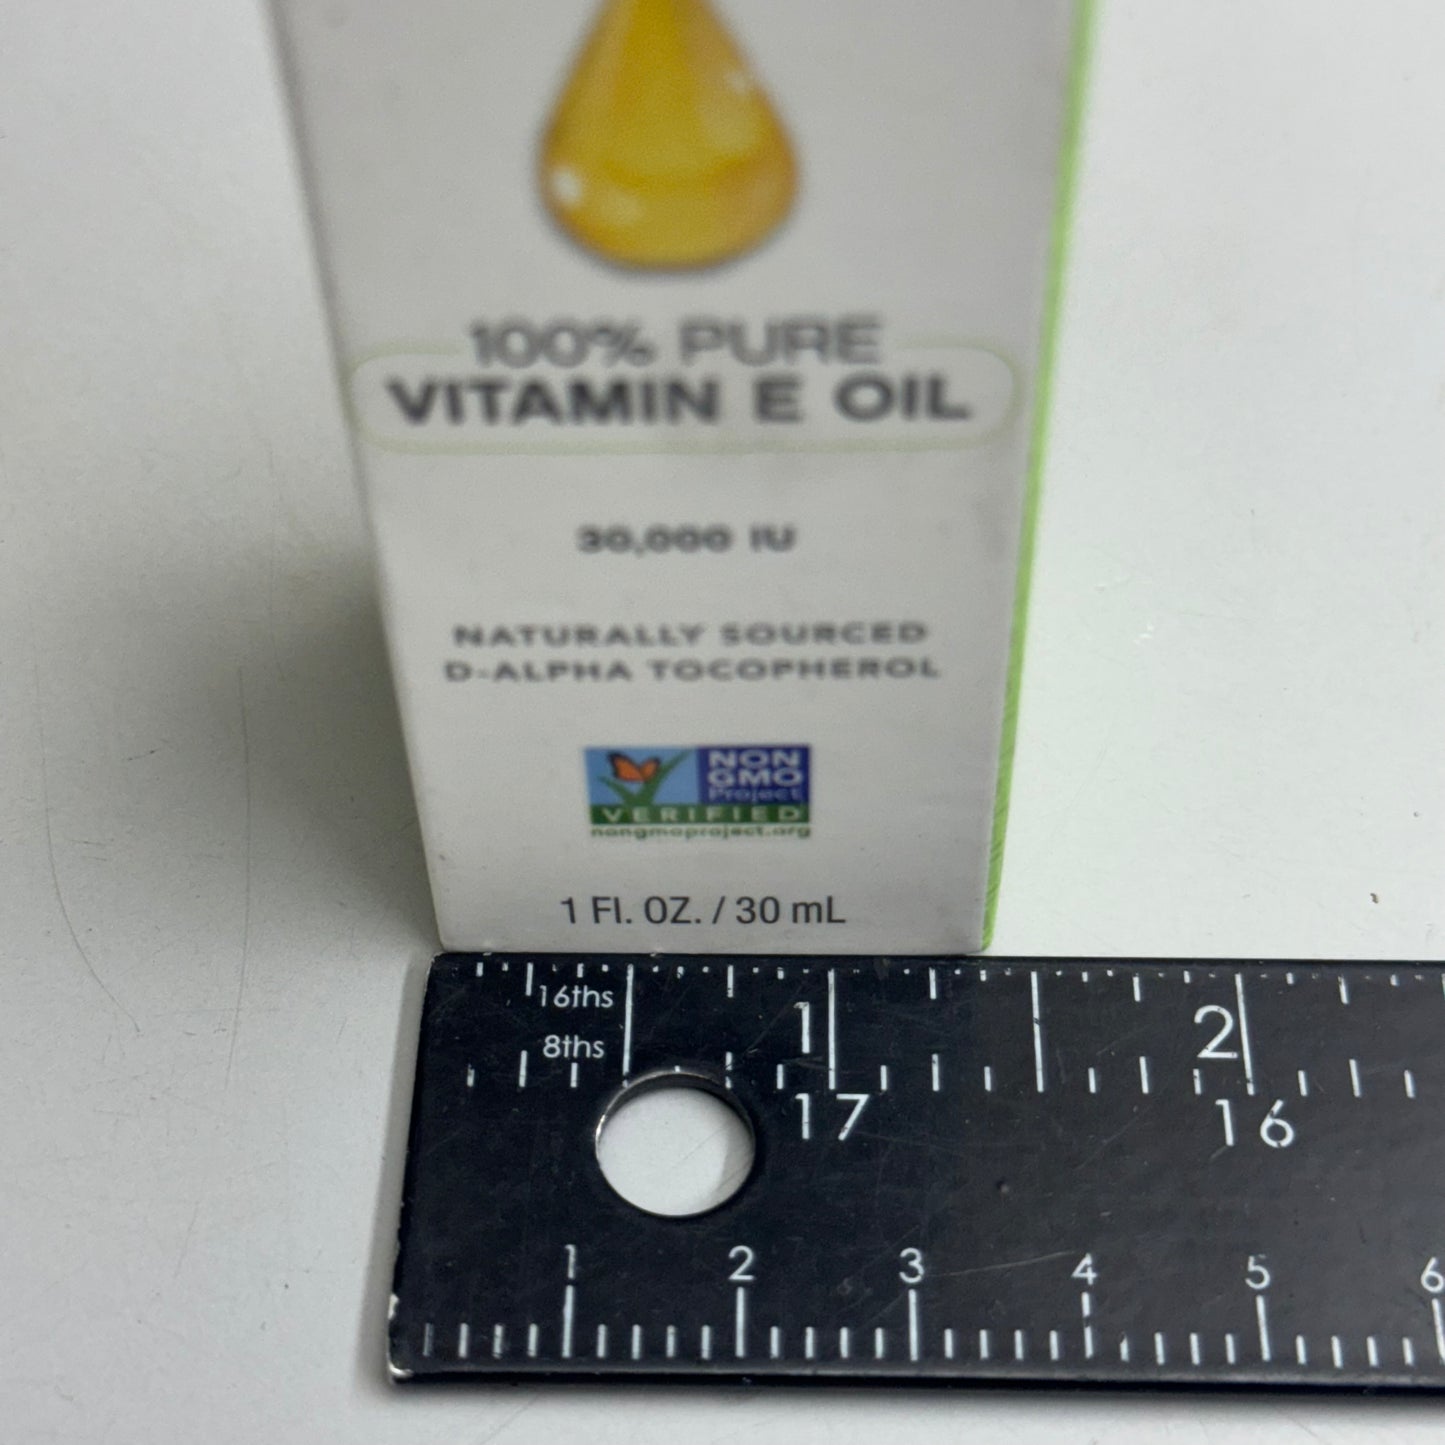 100% PURE
VITAMIN E OIL
30,000 IU
NATURALLY SOURCED
D-ALPHA TOCOPHEROL
NON
GMO
Project
VERIFIED
nongmoproject.org
1 Fl. OZ. / 30 mL
16ths
8ths
1 2
17 16
1 2 3 4 5 6